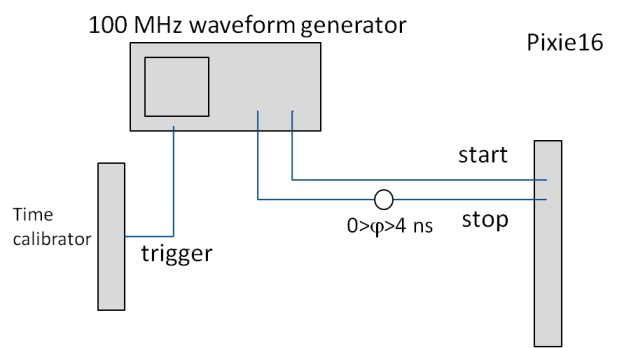 100 MHz waveform generator
Pixie16
start
Time
calibrator
trigger
0>φ>4 ns
stop